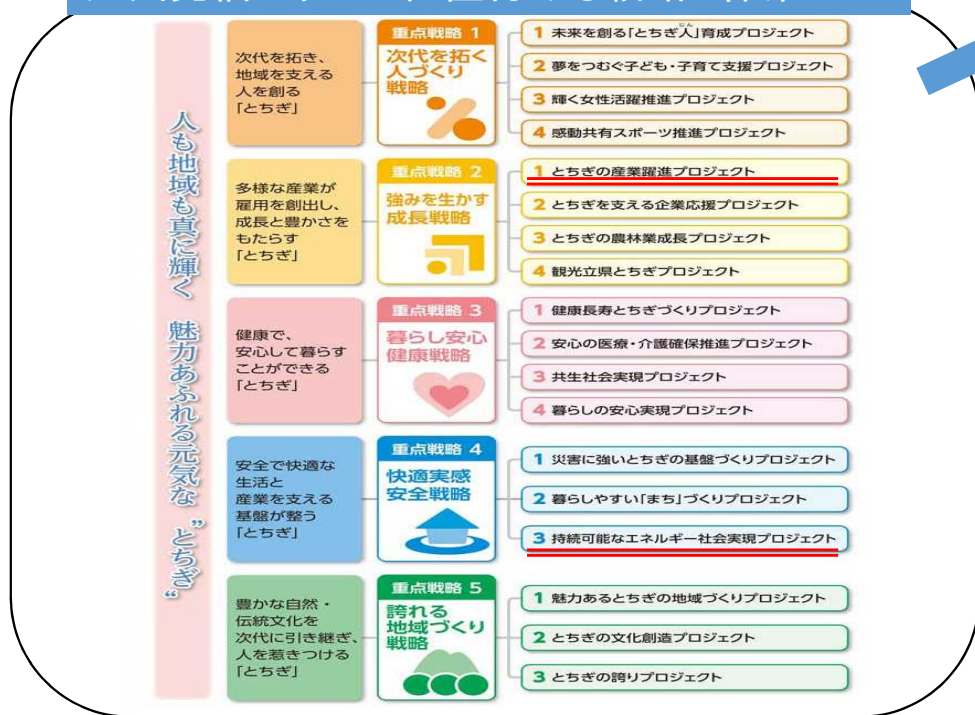 人も地域も真に輝く 魅力あふれる元気な“とちぎ”
次代を拓き、
地域を支える
人を創る
「とちぎ」
重点戦略 1
次代を拓く
人づくり
戦略
1 未来を創る「とちぎ人」育成プロジェクト
じん
2 夢をつむぐ子ども・子育て支援プロジェクト
3 輝く女性活躍推進プロジェクト
4 感動共有スポーツ推進プロジェクト
多様な産業が
雇用を創出し、
成長と豊かさを
もたらす
「とちぎ」
重点戦略 2
強みを生かす
成長戦略
1 とちぎの産業躍進プロジェクト
2 とちぎを支える企業応援プロジェクト
3 とちぎの農林業成長プロジェクト
4 観光立県とちぎプロジェクト
健康で、
安心して暮らす
ことができる
「とちぎ」
重点戦略 3
暮らし安心
健康戦略
1 健康長寿とちぎづくりプロジェクト
2 安心の医療・介護確保推進プロジェクト
3 共生社会実現プロジェクト
4 暮らしの安心実現プロジェクト
安全で快適な
生活と
産業を支える
基盤が整う
「とちぎ」
重点戦略 4
快適実感
安全戦略
1 災害に強いとちぎの基盤づくりプロジェクト
2 暮らしやすい「まち」づくりプロジェクト
3 持続可能なエネルギー社会実現プロジェクト
豊かな自然・
伝統文化を
次代に引き継ぎ、
人を惹きつける
「とちぎ」
重点戦略 5
誇れる
地域づくり
戦略
1 魅力あるとちぎの地域づくりプロジェクト
2 とちぎの文化創造プロジェクト
3 とちぎの誇りプロジェクト